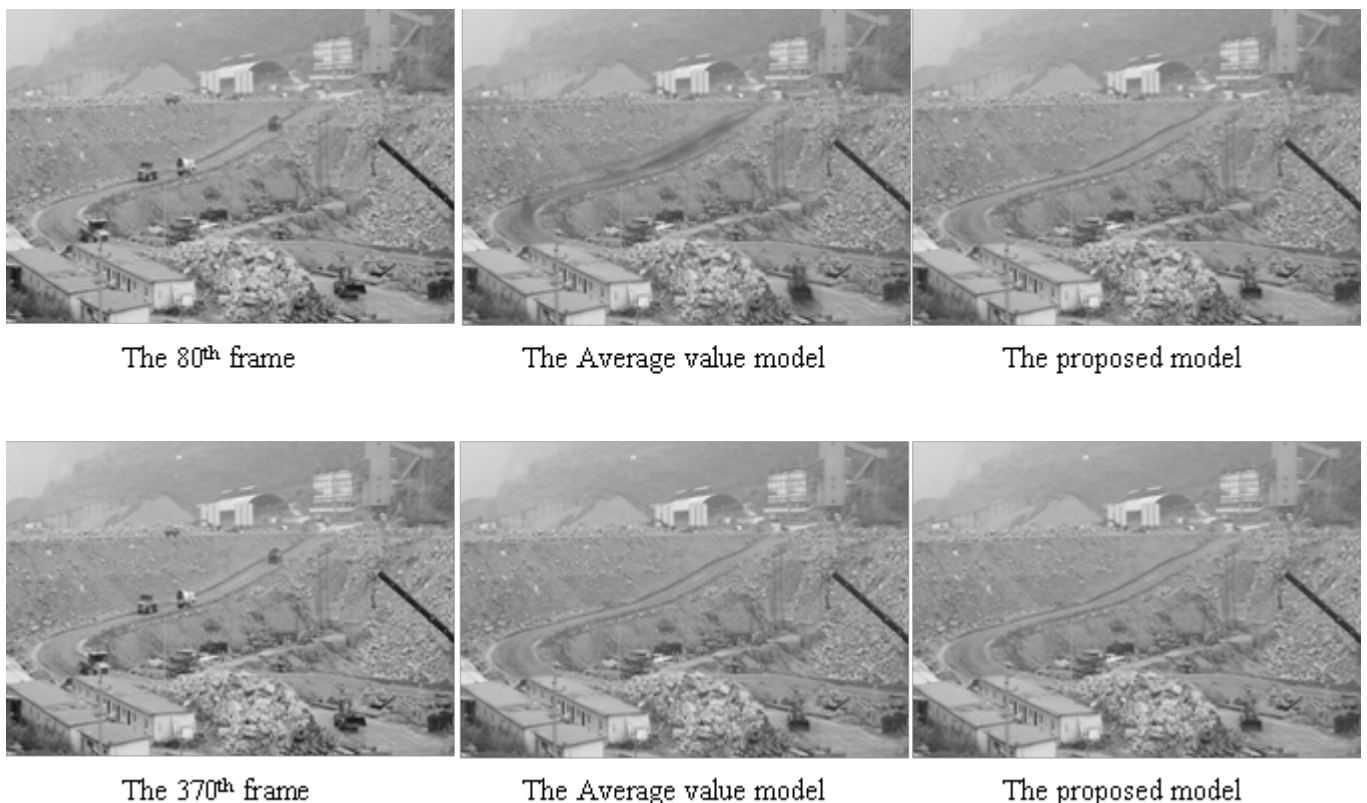 The 80th frame
The Average value model
The proposed model
The 370th frame
The Average value model
The proposed model